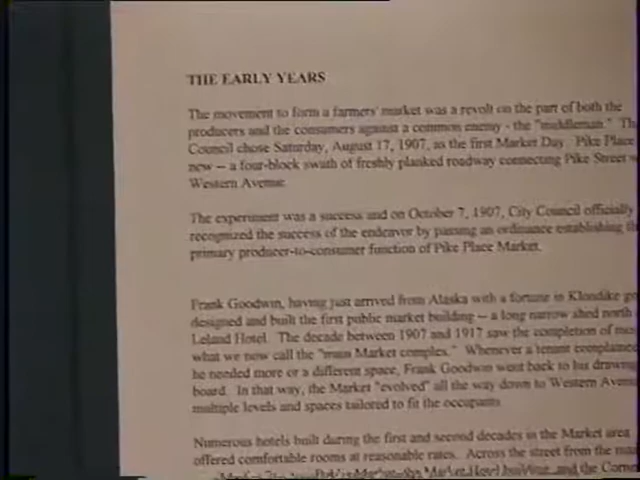 THE EARLY YEARS
The movement to form a farmers' market was a revolt on the part of both the
producers and the consumers against a common enemy - the "middleman." Th
Council chose Saturday, August 17, 1907, as the first Market Day. Pike Place
new -- a four-block swath of freshly planked roadway connecting Pike Street
Western Avenue.
The experiment was a success and on October 7, 1907, City Council officially
recognized the success of the endeavor by passing an ordinance establishing th
primary producer-to-consumer function of Pike Place Market.
Frank Goodwin, having just arrived from Alaska with a fortune in Klondike go
designed and built the first public market building -- a long narrow shed north
Leland Hotel. The decade between 1907 and 1917 saw the completion of
what we now call the "main Market complex." Whenever a tenant complained
he needed more or a different space, Frank Goodwin went back to his drawing
board. In that way, the Market "evolved" all the way down to Western Avenu
multiple levels and spaces tailored to fit the occupants.
Numerous hotels built during the first and second decades in the Market area
offered comfortable rooms at reasonable rates. Across the street from the
Market Hotel building, and the Corne